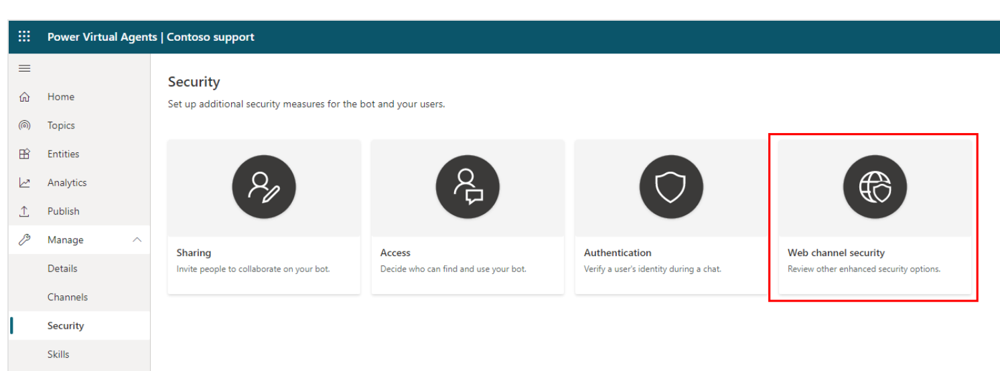 Power Virtual Agents | Contoso support
Home
Topics
Entities
Analytics
Publish
Manage
Details
Channels
Security
Skills
Security
Set up additional security measures for the bot and your users.
Sharing
Invite people to collaborate on your bot.
Access
Decide who can find and use your bot.
Authentication
Verify a user's identity during a chat.
Web channel security
Review other enhanced security options.